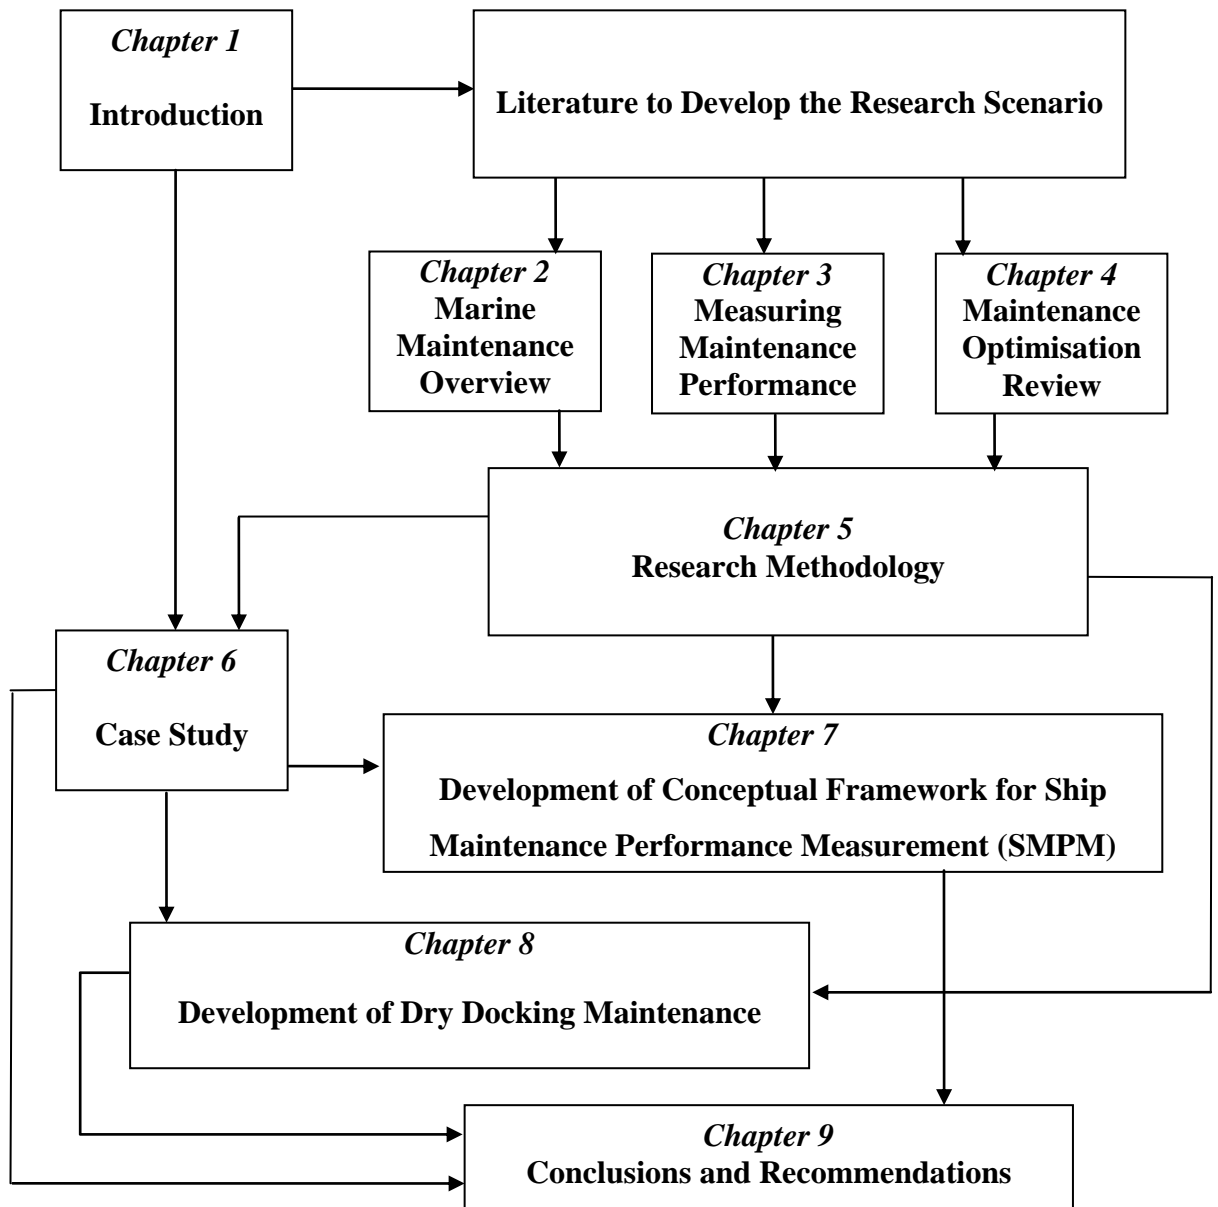 Chapter 1
Introduction
Literature to Develop the Research Scenario
Chapter 2
Marine
Maintenance
Overview
Chapter 3
Measuring
Maintenance
Performance
Chapter 4
Maintenance
Optimisation
Review
Chapter 5
Research Methodology
Chapter 6
Case Study
Chapter 7
Development of Conceptual Framework for Ship
Maintenance Performance Measurement (SMPM)
Chapter 8
Development of Dry Docking Maintenance
Chapter 9
Conclusions and Recommendations